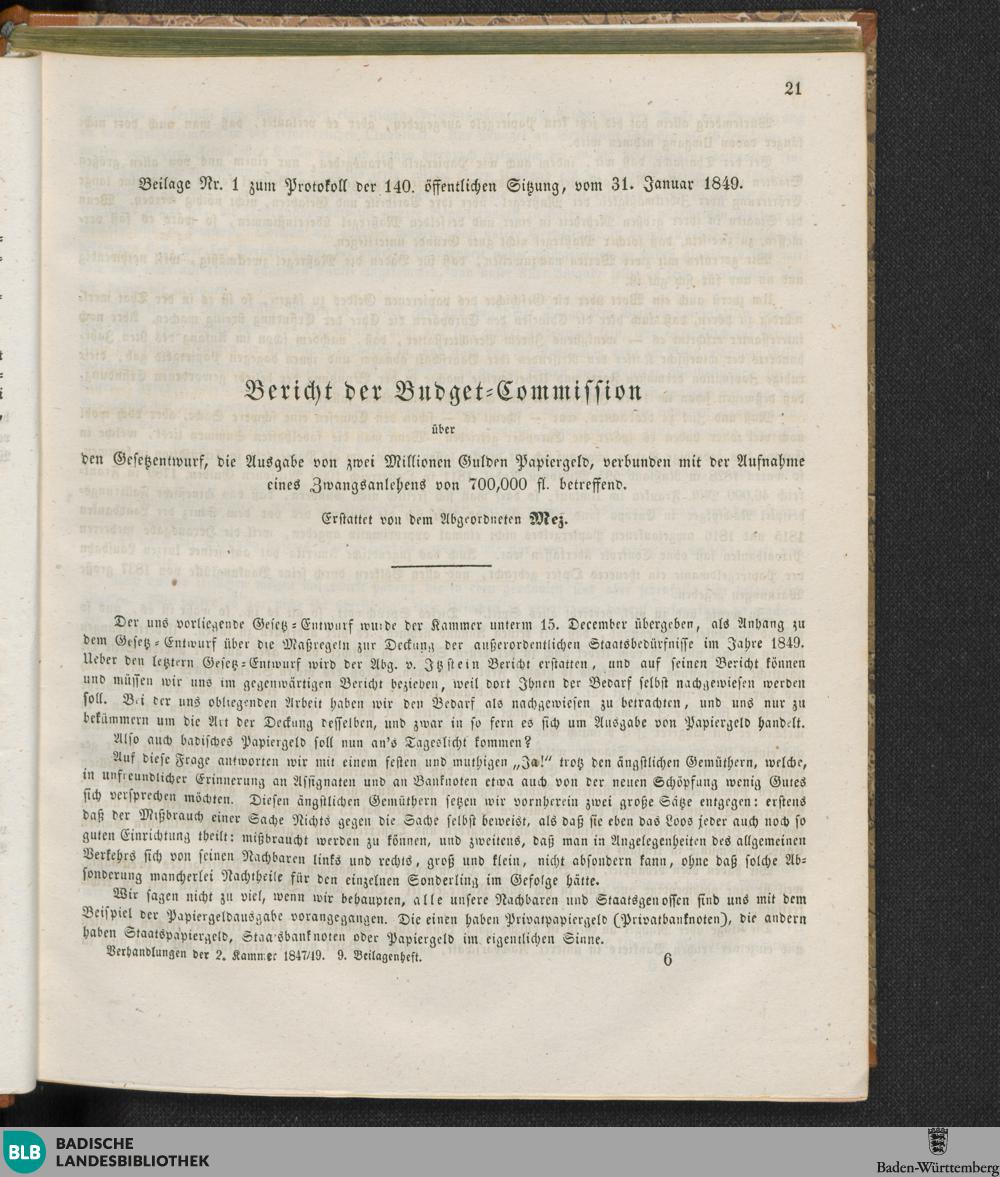 21
Beilage Nr. 1 zum Protokoll der 140. öffentlichen Sitzung, vom 31. Januar 1849.
Bericht der Budget-Commission
über
den Gesetzentwurf, die Ausgabe von zwei Millionen Gulden Papiergeld, verbunden mit der Aufnahme
eines Zwangsanlehens von 700,000 fl. betreffend.
Erstattet von dem Abgeordneten Mez.
Der uns vorliegende Gesetz-Entwurf wurde der Kammer unterm 15. December übergeben, als Anhang zu
dem Gesetz-Entwurf über die Maßregeln zur Deckung der außerordentlichen Staatsbedürfnisse im Jahre 1849.
Ueber den letztern Gesetz-Entwurf wird der Abg. v. Itzstein Bericht erstatten, und auf seinen Bericht können
und müssen wir uns im gegenwärtigen Bericht beziehen, weil dort Ihnen der Bedarf selbst nachgewiesen werden
soll. Bei der uns obliegenden Arbeit haben wir den Bedarf als nachgewiesen zu betrachten, und uns nur zu
bekümmern um die Art der Deckung desselben, und zwar in so fern es sich um Ausgabe von Papiergeld handelt.
Also auch badisches Papiergeld soll nun an's Tageslicht kommen?
Auf diese Frage antworten wir mit einem festen und muthigen „Ja!" trotz den ängstlichen Gemüthern, welche,
in unfreundlicher Erinnerung an Assignaten und an Banknoten etwa auch von der neuen Schöpfung wenig Gutes
sich versprechen möchten. Diesen ängstlichen Gemüthern setzen wir vornherein zwei große Sätze entgegen: erstens
daß der Mißbrauch einer Sache Nichts gegen die Sache selbst beweist, als daß sie eben das Loos jeder auch noch so
guten Einrichtung theilt: mißbraucht werden zu können, und zweitens, daß man in Angelegenheiten des allgemeinen
Verkehrs sich von seinen Nachbaren links und rechts, groß und klein, nicht absondern kann, ohne daß solche Ab-
sonderung mancherlei Nachtheile für den einzelnen Sonderling im Gefolge hätte.
Wir sagen nicht zu viel, wenn wir behaupten, alle unsere Nachbaren und Staatsgenossen sind uns mit dem
Beispiel der Papiergeldausgabe vorangegangen. Die einen haben Privatpapiergeld (Privatbanknoten), die andern
haben Staatspapiergeld, Staatsbanknoten oder Papiergeld im eigentlichen Sinne.
Verhandlungen der 2. Kammer 1847/49. 9. Beilagenheft. 6
BLB BADISCHE
LANDESBIBLIOTHEK
Baden-Württemberg